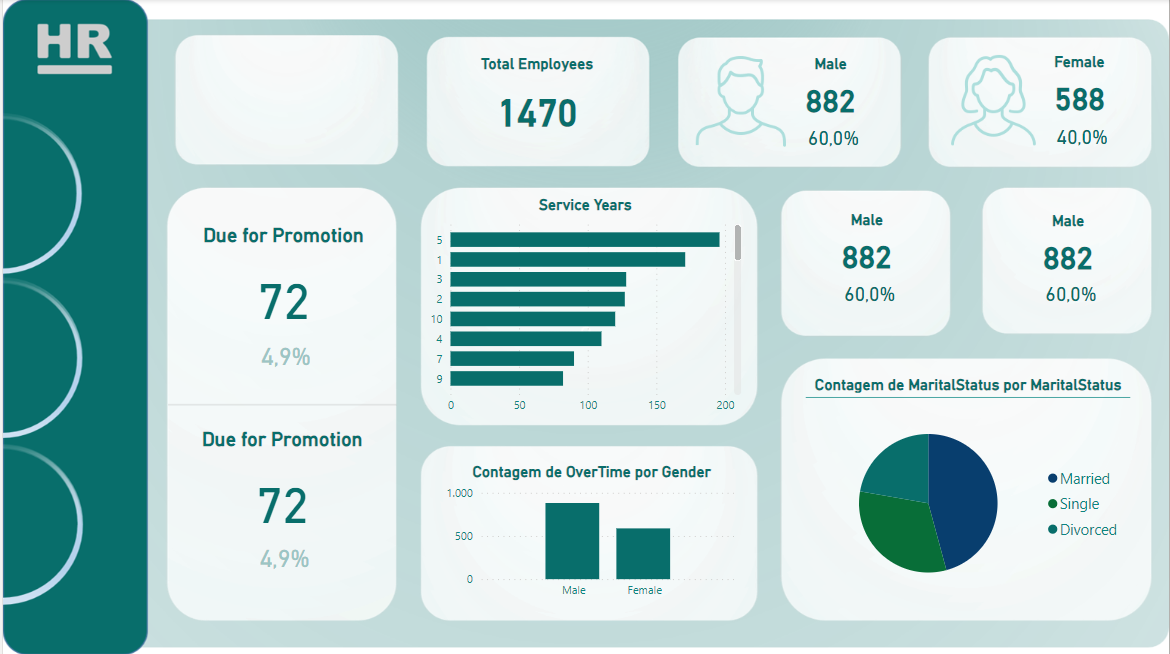 HR
Total Employees
1470
Male
882
60,0%
Female
588
40,0%
Due for Promotion
72
4,9%
Due for Promotion
72
4,9%
Service Years
5
1
3
2
10
4
7
9
0 50 100 150 200
Male
882
60,0%
Male
882
60,0%
Contagem de OverTime por Gender
1.000
500
0
Male Female
Contagem de MaritalStatus por MaritalStatus
Married
Single
Divorced